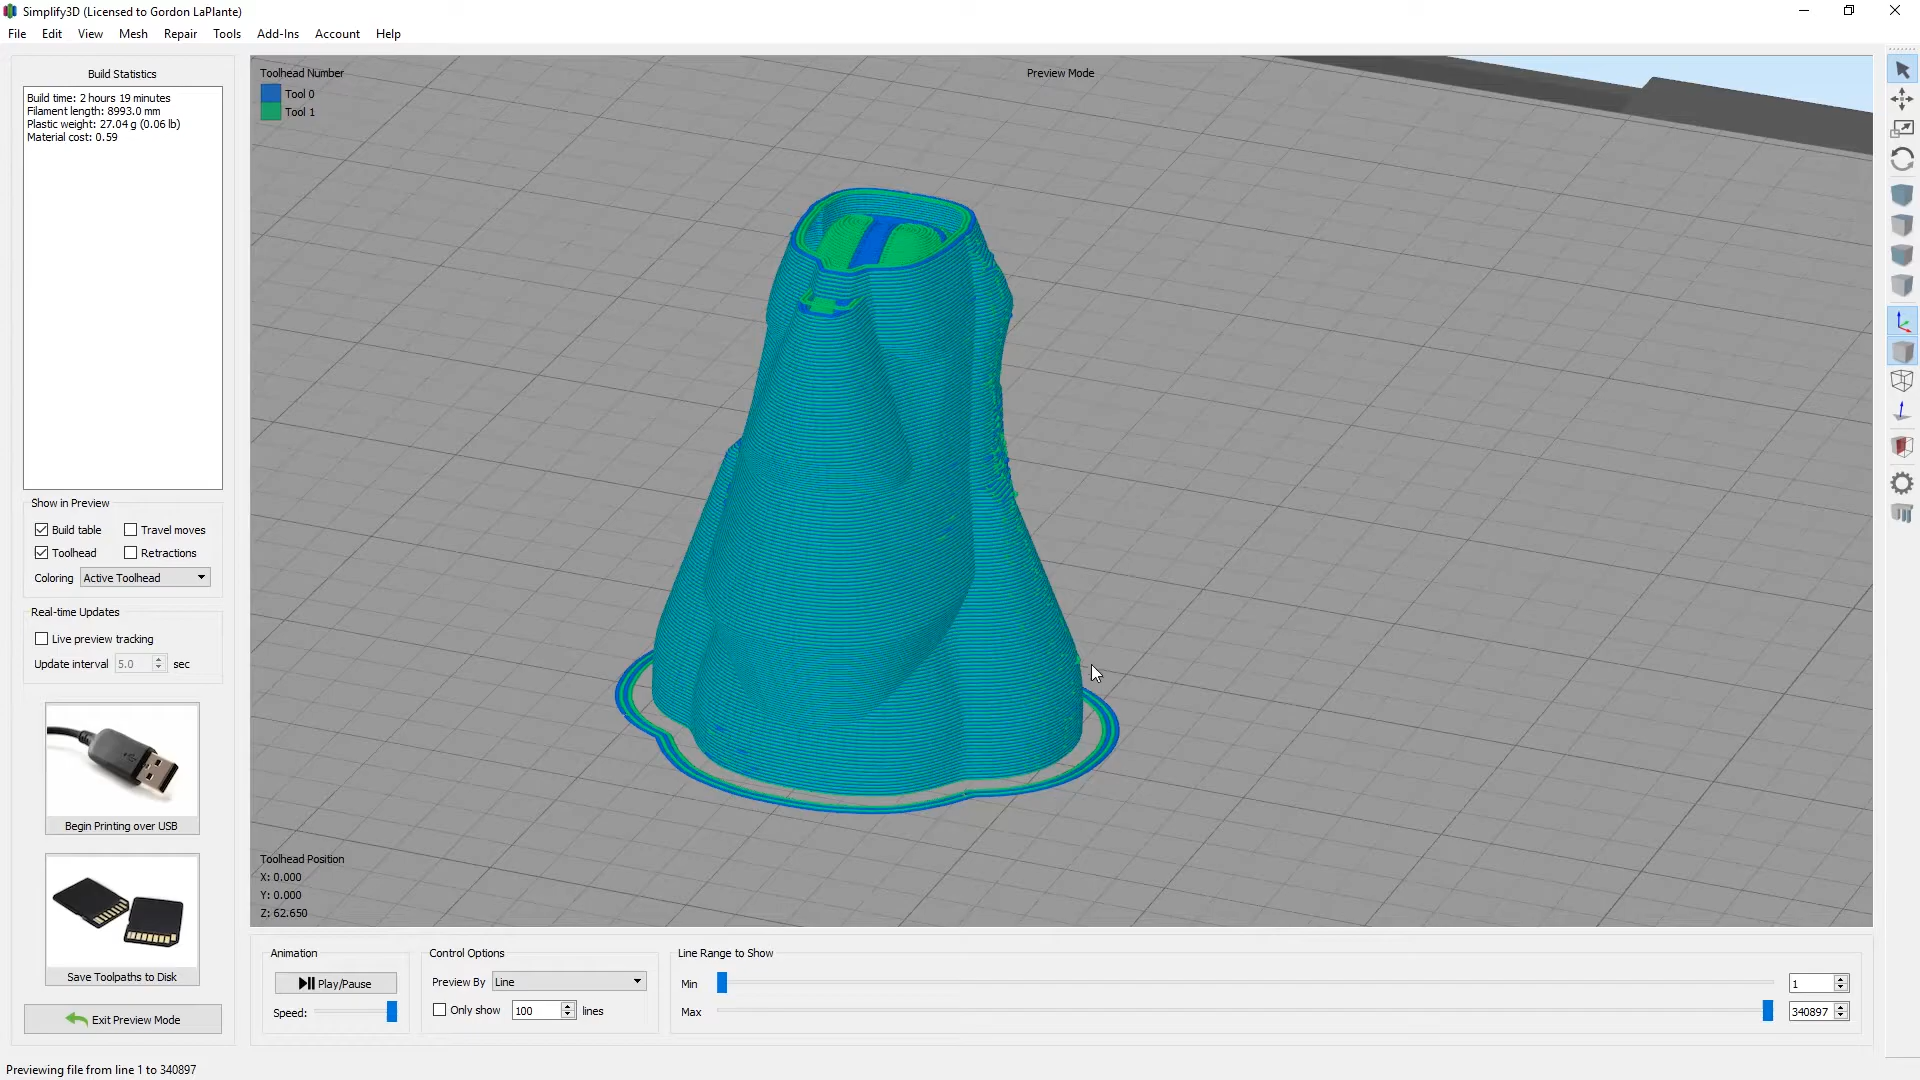 Simplify3D (Licensed to Gordon LaPlante)
File Edit View Mesh Repair Tools Add-Ins Account Help
Build Statistics
Build time: 2 hours 19 minutes
Filament length: 8993.0 mm
Plastic weight: 27.04 g (0.06 lb)
Material cost: 0.59
Toolhead Number
Tool 0
Tool 1
Preview Mode
Show in Preview
Build table Travel moves
Toolhead Retractions
Coloring Active Toolhead
Real-time Updates
Live preview tracking
Update interval 5.0 sec
Begin Printing over USB
Save Toolpaths to Disk
Exit Preview Mode
Toolhead Position
X: 0.000
Y: 0.000
Z: 62.650
Animation
Play/Pause
Speed:
Control Options
Preview By Line
Only show 100 lines
Line Range to Show
Min 1
Max 340897
Previewing file from line 1 to 340897